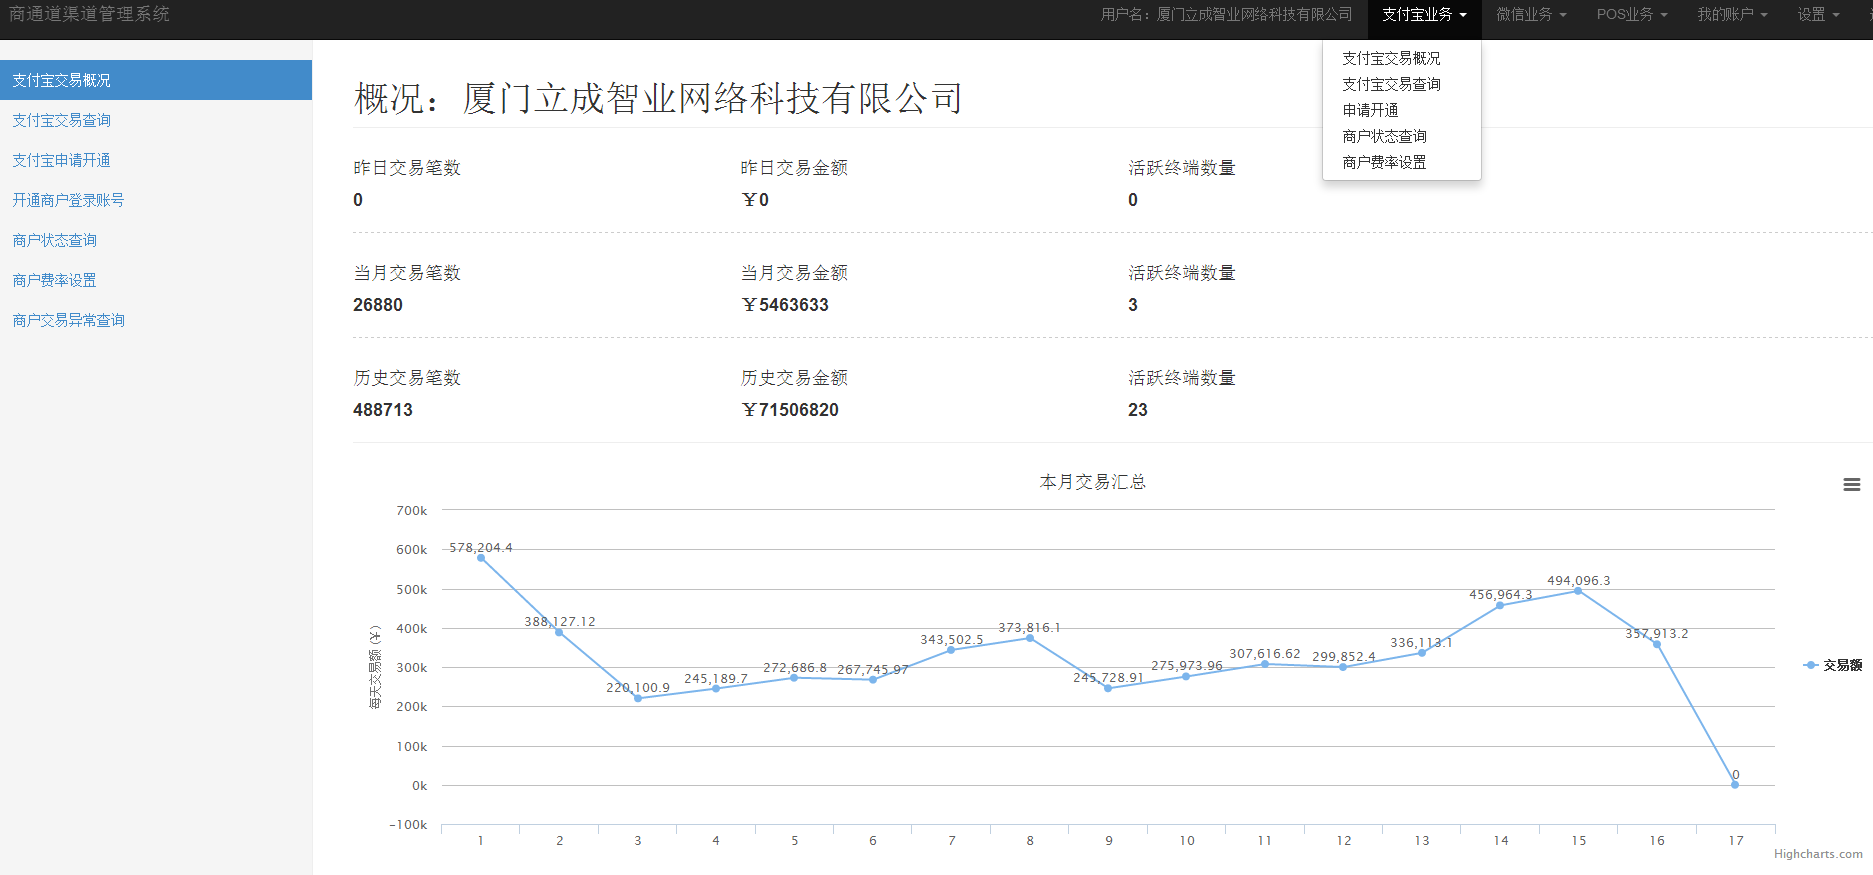 商通道渠道管理系统
用户名：厦门立成智业网络科技有限公司
支付宝业务
微信业务
POS业务
我的账户
设置
支付宝交易概况
支付宝交易查询
申请开通
商户状态查询
商户费率设置
支付宝交易概况
支付宝交易查询
支付宝申请开通
开通商户登录账号
商户状态查询
商户费率设置
商户交易异常查询
概况：厦门立成智业网络科技有限公司
昨日交易笔数 昨日交易金额 活跃终端数量
0 ￥0 0
当月交易笔数 当月交易金额 活跃终端数量
26880 ￥5463633 3
历史交易笔数 历史交易金额 活跃终端数量
488713 ￥71506820 23
本月交易汇总
每天交易额 (¥)
700k
600k
500k
400k
300k
200k
100k
0k
-100k
578,204.4
388,127.12
220,100.9
245,189.7
272,686.8
267,745.97
343,502.5
373,816.1
245,728.91
275,973.96
307,616.62
299,852.4
336,113.1
456,964.3
494,096.3
357,913.2
0
1 2 3 4 5 6 7 8 9 10 11 12 13 14 15 16 17
交易额
Highcharts.com